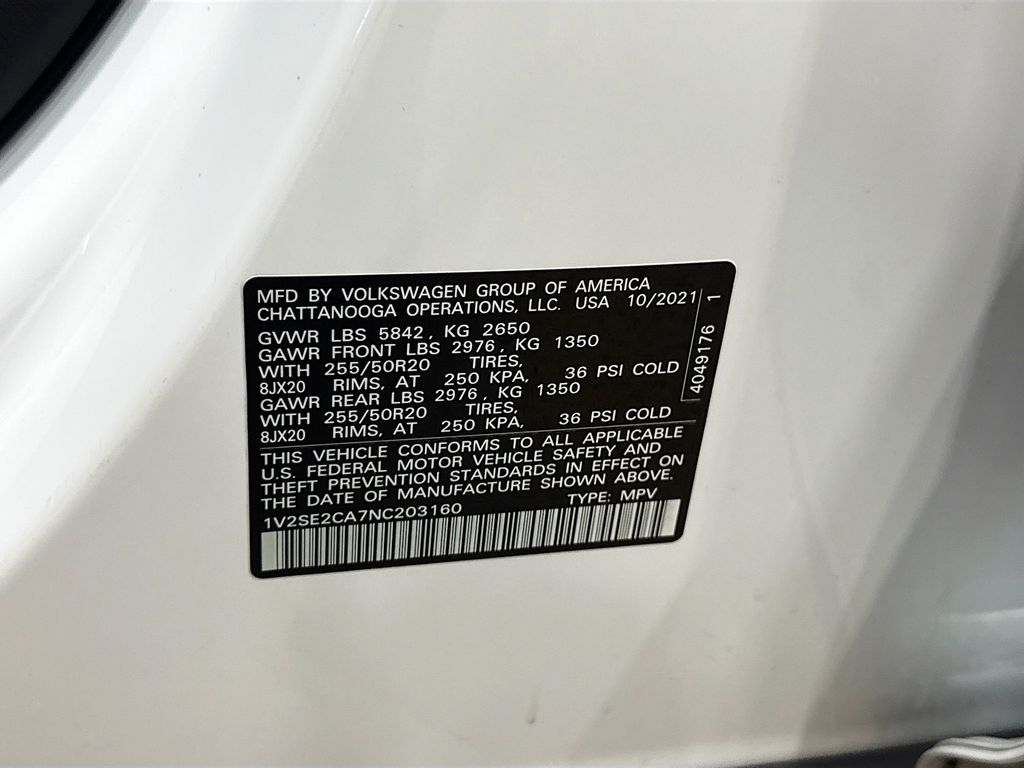 MFD BY VOLKSWAGEN GROUP OF AMERICA
CHATTANOOGA OPERATIONS, LLC. USA 10/2021
GVWR LBS 5842, KG 2650
GAWR FRONT LBS 2976, KG 1350
WITH 255/50R20 TIRES,
8JX20 RIMS, AT 250 KPA, 36 PSI COLD
GAWR REAR LBS 2976, KG 1350
WITH 255/50R20 TIRES,
8JX20 RIMS, AT 250 KPA, 36 PSI COLD
THIS VEHICLE CONFORMS TO ALL APPLICABLE
U.S. FEDERAL MOTOR VEHICLE SAFETY AND
THEFT PREVENTION STANDARDS IN EFFECT ON
THE DATE OF MANUFACTURE SHOWN ABOVE.
1V2SE2CA7NC203160 TYPE: MPV
4049176 1